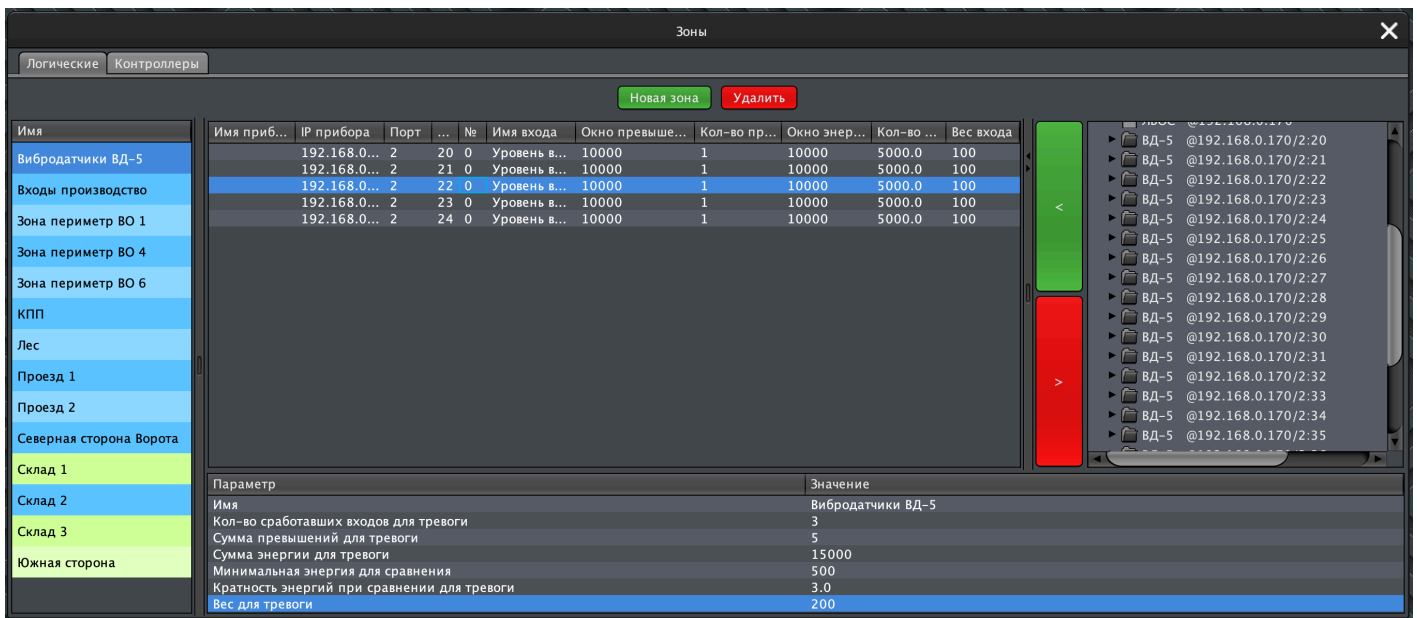 Зоны
Логические Контроллеры
Новая зона Удалить
Имя
Вибродатчики ВД-5
Входы производство
Зона периметр ВО 1
Зона периметр ВО 4
Зона периметр ВО 6
КПП
Лес
Проезд 1
Проезд 2
Северная сторона Ворота
Склад 1
Склад 2
Склад 3
Южная сторона
Имя приб... IP прибора Порт ... № Имя входа Окно превыше... Кол-во пр... Окно энер... Кол-во ... Вес входа
192.168.0... 2 20 0 Уровень в... 10000 1 10000 5000.0 100
192.168.0... 2 21 0 Уровень в... 10000 1 10000 5000.0 100
192.168.0... 2 22 0 Уровень в... 10000 1 10000 5000.0 100
192.168.0... 2 23 0 Уровень в... 10000 1 10000 5000.0 100
192.168.0... 2 24 0 Уровень в... 10000 1 10000 5000.0 100
<
>
ВД-5 @192.168.0.170/2:20
ВД-5 @192.168.0.170/2:21
ВД-5 @192.168.0.170/2:22
ВД-5 @192.168.0.170/2:23
ВД-5 @192.168.0.170/2:24
ВД-5 @192.168.0.170/2:25
ВД-5 @192.168.0.170/2:26
ВД-5 @192.168.0.170/2:27
ВД-5 @192.168.0.170/2:28
ВД-5 @192.168.0.170/2:29
ВД-5 @192.168.0.170/2:30
ВД-5 @192.168.0.170/2:31
ВД-5 @192.168.0.170/2:32
ВД-5 @192.168.0.170/2:33
ВД-5 @192.168.0.170/2:34
ВД-5 @192.168.0.170/2:35
Параметр Значение
Имя Вибродатчики ВД-5
Кол-во сработавших входов для тревоги 3
Сумма превышений для тревоги 5
Сумма энергии для тревоги 15000
Минимальная энергия для сравнения 500
Кратность энергий при сравнении для тревоги 3.0
Вес для тревоги 200